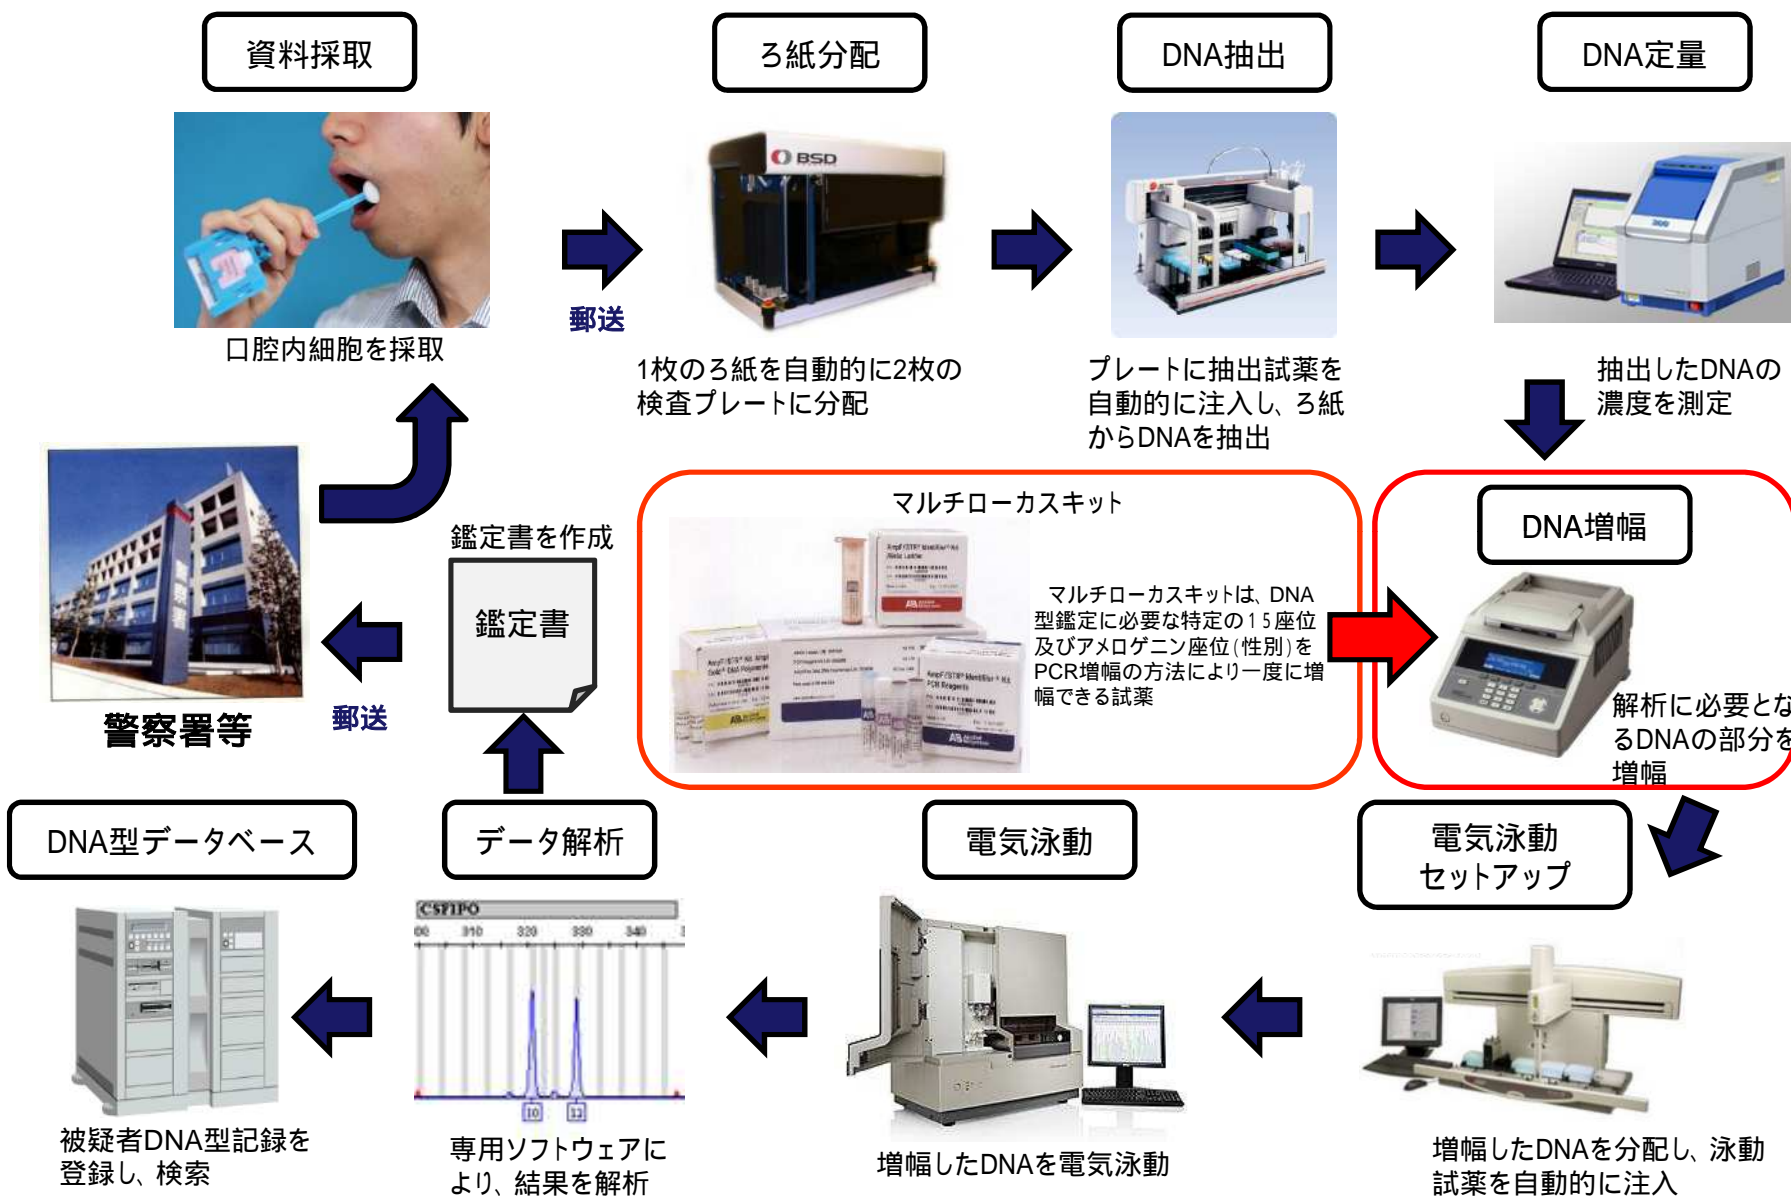 資料採取
ろ紙分配
DNA抽出
DNA定量
BSD
郵送
口腔内細胞を採取
1枚のろ紙を自動的に2枚の
検査プレートに分配
プレートに抽出試薬を
自動的に注入し、ろ紙
からDNAを抽出
抽出したDNAの
濃度を測定
マルチローカスキット
マルチローカスキットは、DNA
型鑑定に必要な特定の15座位
及びアメロゲニン座位(性別)を
PCR増幅の方法により一度に増
幅できる試薬
DNA増幅
解析に必要とな
るDNAの部分を
増幅
鑑定書を作成
鑑定書
郵送
警察署等
DNA型データベース
データ解析
電気泳動
電気泳動
セットアップ
CSF1PO
310
320
330
340
10
12
被疑者DNA型記録を
登録し、検索
専用ソフトウェアに
より、結果を解析
増幅したDNAを電気泳動
増幅したDNAを分配し、泳動
試薬を自動的に注入